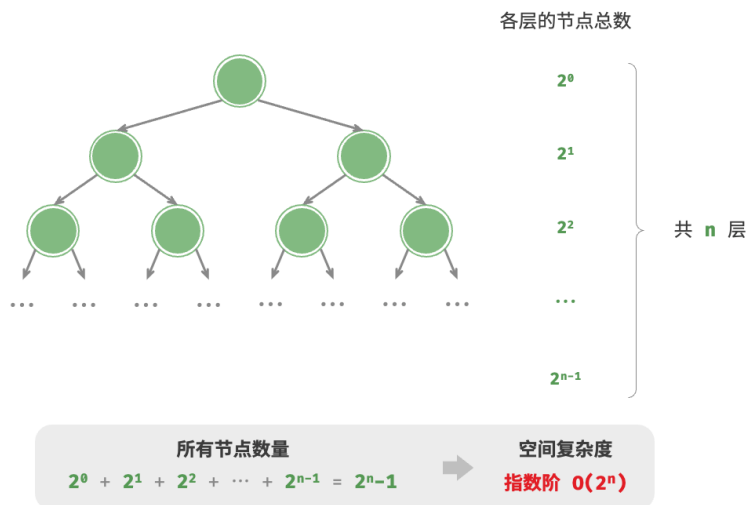 各层的节点总数
2⁰
2¹
2²
共 n 层
... ... ... ... ... ... ... ...
...
2ⁿ⁻¹
所有节点数量
2⁰ + 2¹ + 2² + ... + 2ⁿ⁻¹ = 2ⁿ-1
空间复杂度
指数阶 O(2ⁿ)